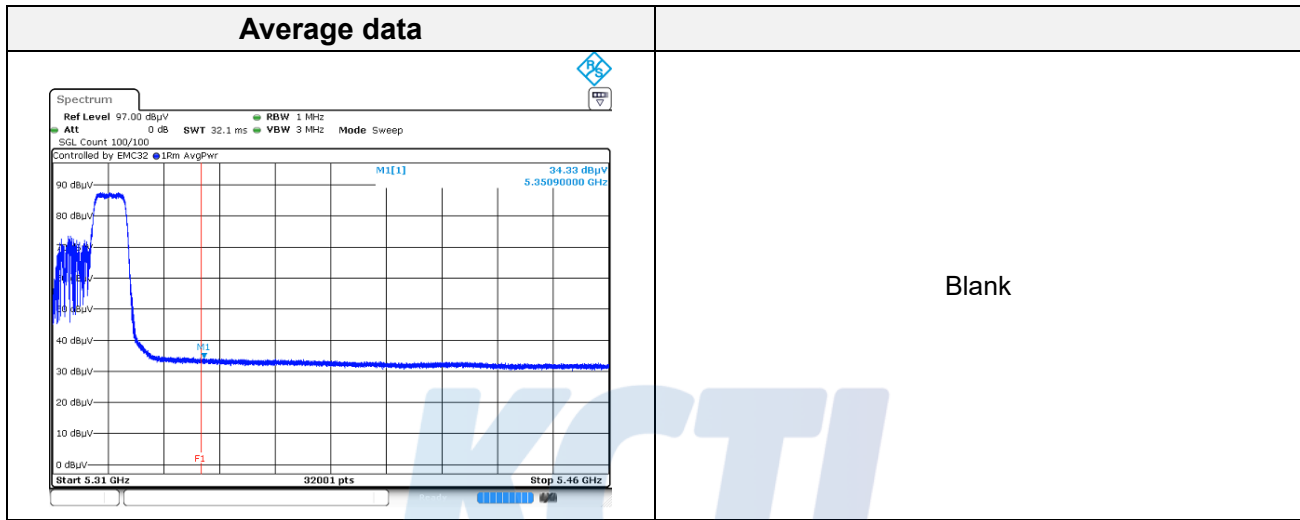 Average data
R&S
Spectrum
Ref Level 97.00 dBµV RBW 1 MHz
Att 0 dB SWT 32.1 ms VBW 3 MHz Mode Sweep
SGL Count 100/100
Controlled by EMC32 1Rm AvgPwr
M1[1] 34.33 dBµV
5.35090000 GHz
90 dBµV
80 dBµV
40 dBµV
M1
30 dBµV
20 dBµV
10 dBµV
0 dBµV
F1
Start 5.31 GHz 32001 pts Stop 5.46 GHz
Blank
KCTL